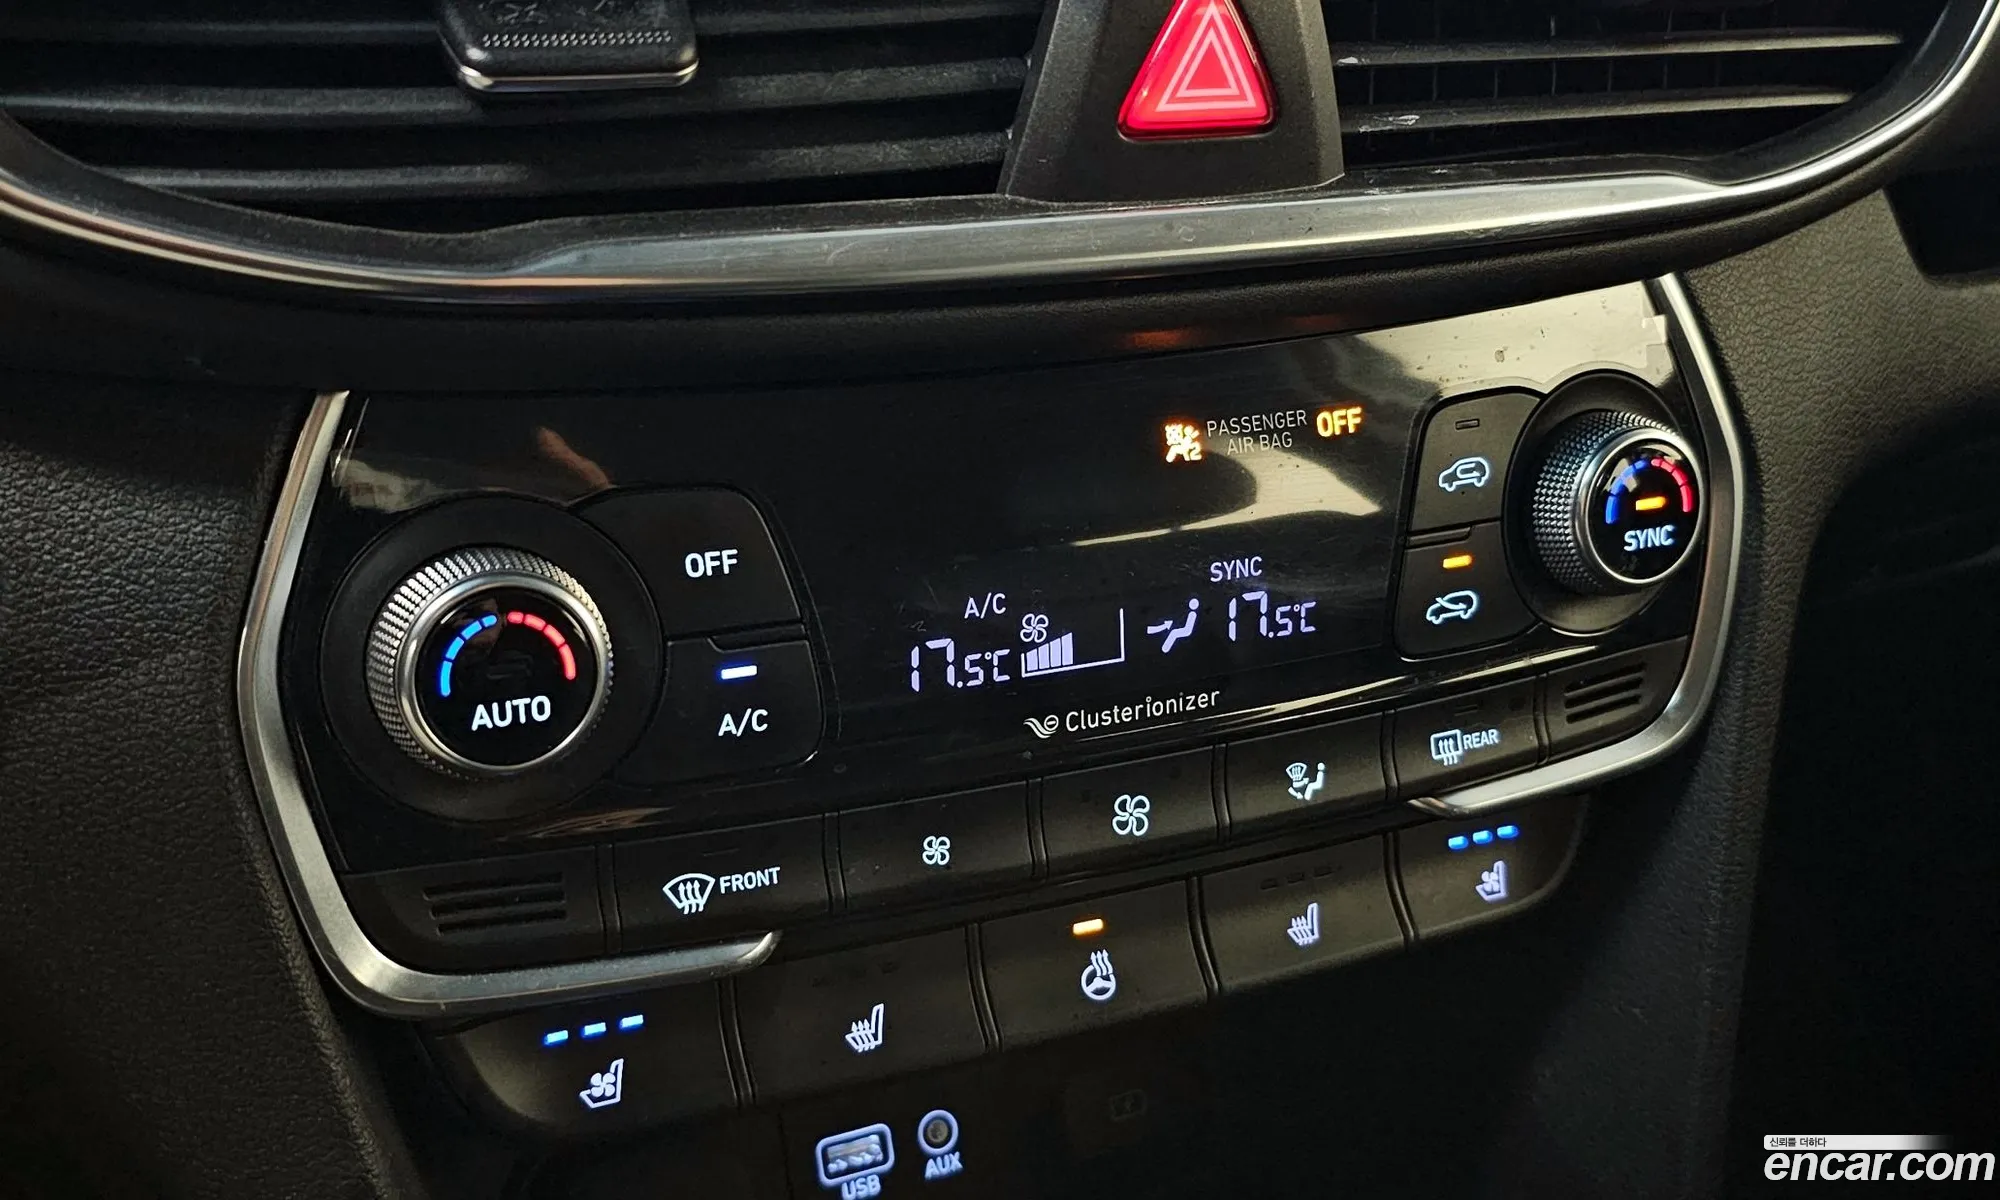 PASSENGER
AIR BAG
OFF
2
OFF
SYNC
SYNC
A/C
17.5℃
17.5℃
AUTO
A/C
Clusterionizer
REAR
FRONT
USB
AUX
신뢰를 더하다
encar.com